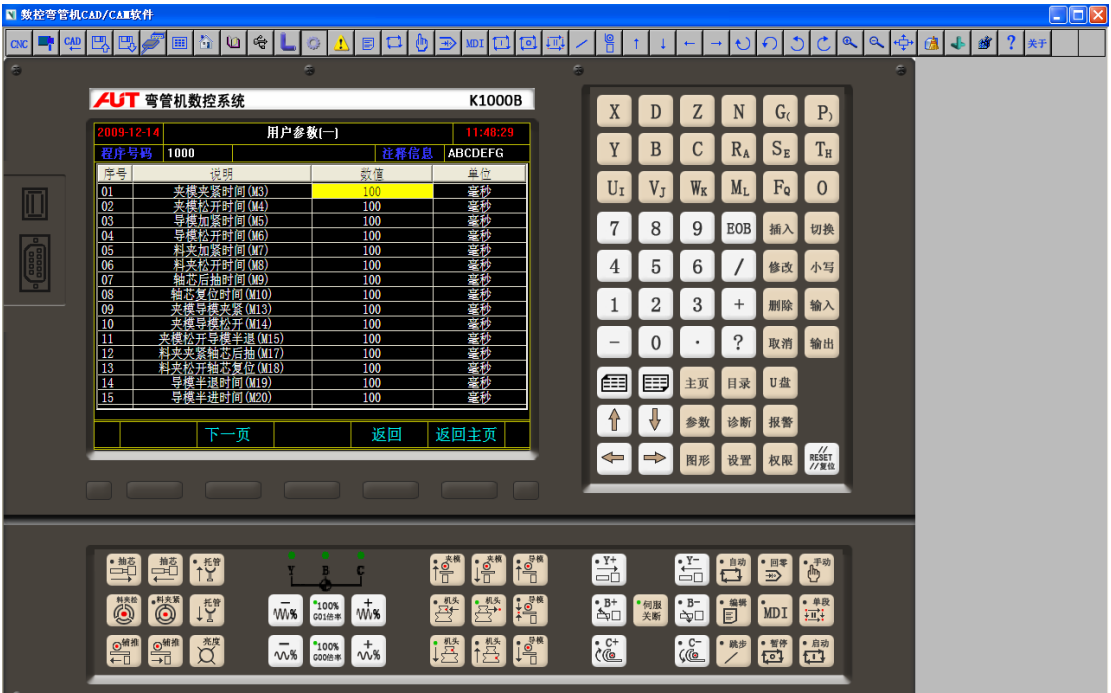 数控弯管机CAD/CAM软件
CNC CAD MDI ? 关于
FUT 弯管机数控系统 K1000B
2009-12-14 用户参数(一) 11:48:29
程序号码 1000 注释信息 ABCDEFG
序号 说明 数值 单位
01 夹模夹紧时间(M3) 100 毫秒
02 夹模松开时间(M4) 100 毫秒
03 导模加紧时间(M5) 100 毫秒
04 导模松开时间(M6) 100 毫秒
05 料夹加紧时间(M7) 100 毫秒
06 料夹松开时间(M8) 100 毫秒
07 轴芯后抽时间(M9) 100 毫秒
08 轴芯复位时间(M10) 100 毫秒
09 夹模导模夹紧(M13) 100 毫秒
10 夹模导模松开(M14) 100 毫秒
11 夹模松开导模半退(M15) 100 毫秒
12 料夹夹紧轴芯后抽(M17) 100 毫秒
13 料夹松开轴芯复位(M18) 100 毫秒
14 导模半退时间(M19) 100 毫秒
15 导模半进时间(M20) 100 毫秒
下一页 返回 返回主页
X D Z N G( P)
Y B C RA SE TH
UI VJ WK ML FQ O
7 8 9 EOB 插入 切换
4 5 6 / 修改 小写
1 2 3 + 删除 输入
- 0 · ? 取消 输出
主页 目录 U盘
参数 诊断 报警
图形 设置 权限 // RESET //复位
抽芯 抽芯 托管 Y B C 夹模 夹模 导模 Y+ Y- 自动 回零 手动
料夹松 料夹紧 托管 -% 100% G01倍率 +% 机头 机头 导模 B+ 伺服关断 B- 编辑 MDI 单段
辅推 辅推 亮度 -% 100% G00倍率 +% 机头 机头 导模 C+ C- 跳步 暂停 启动